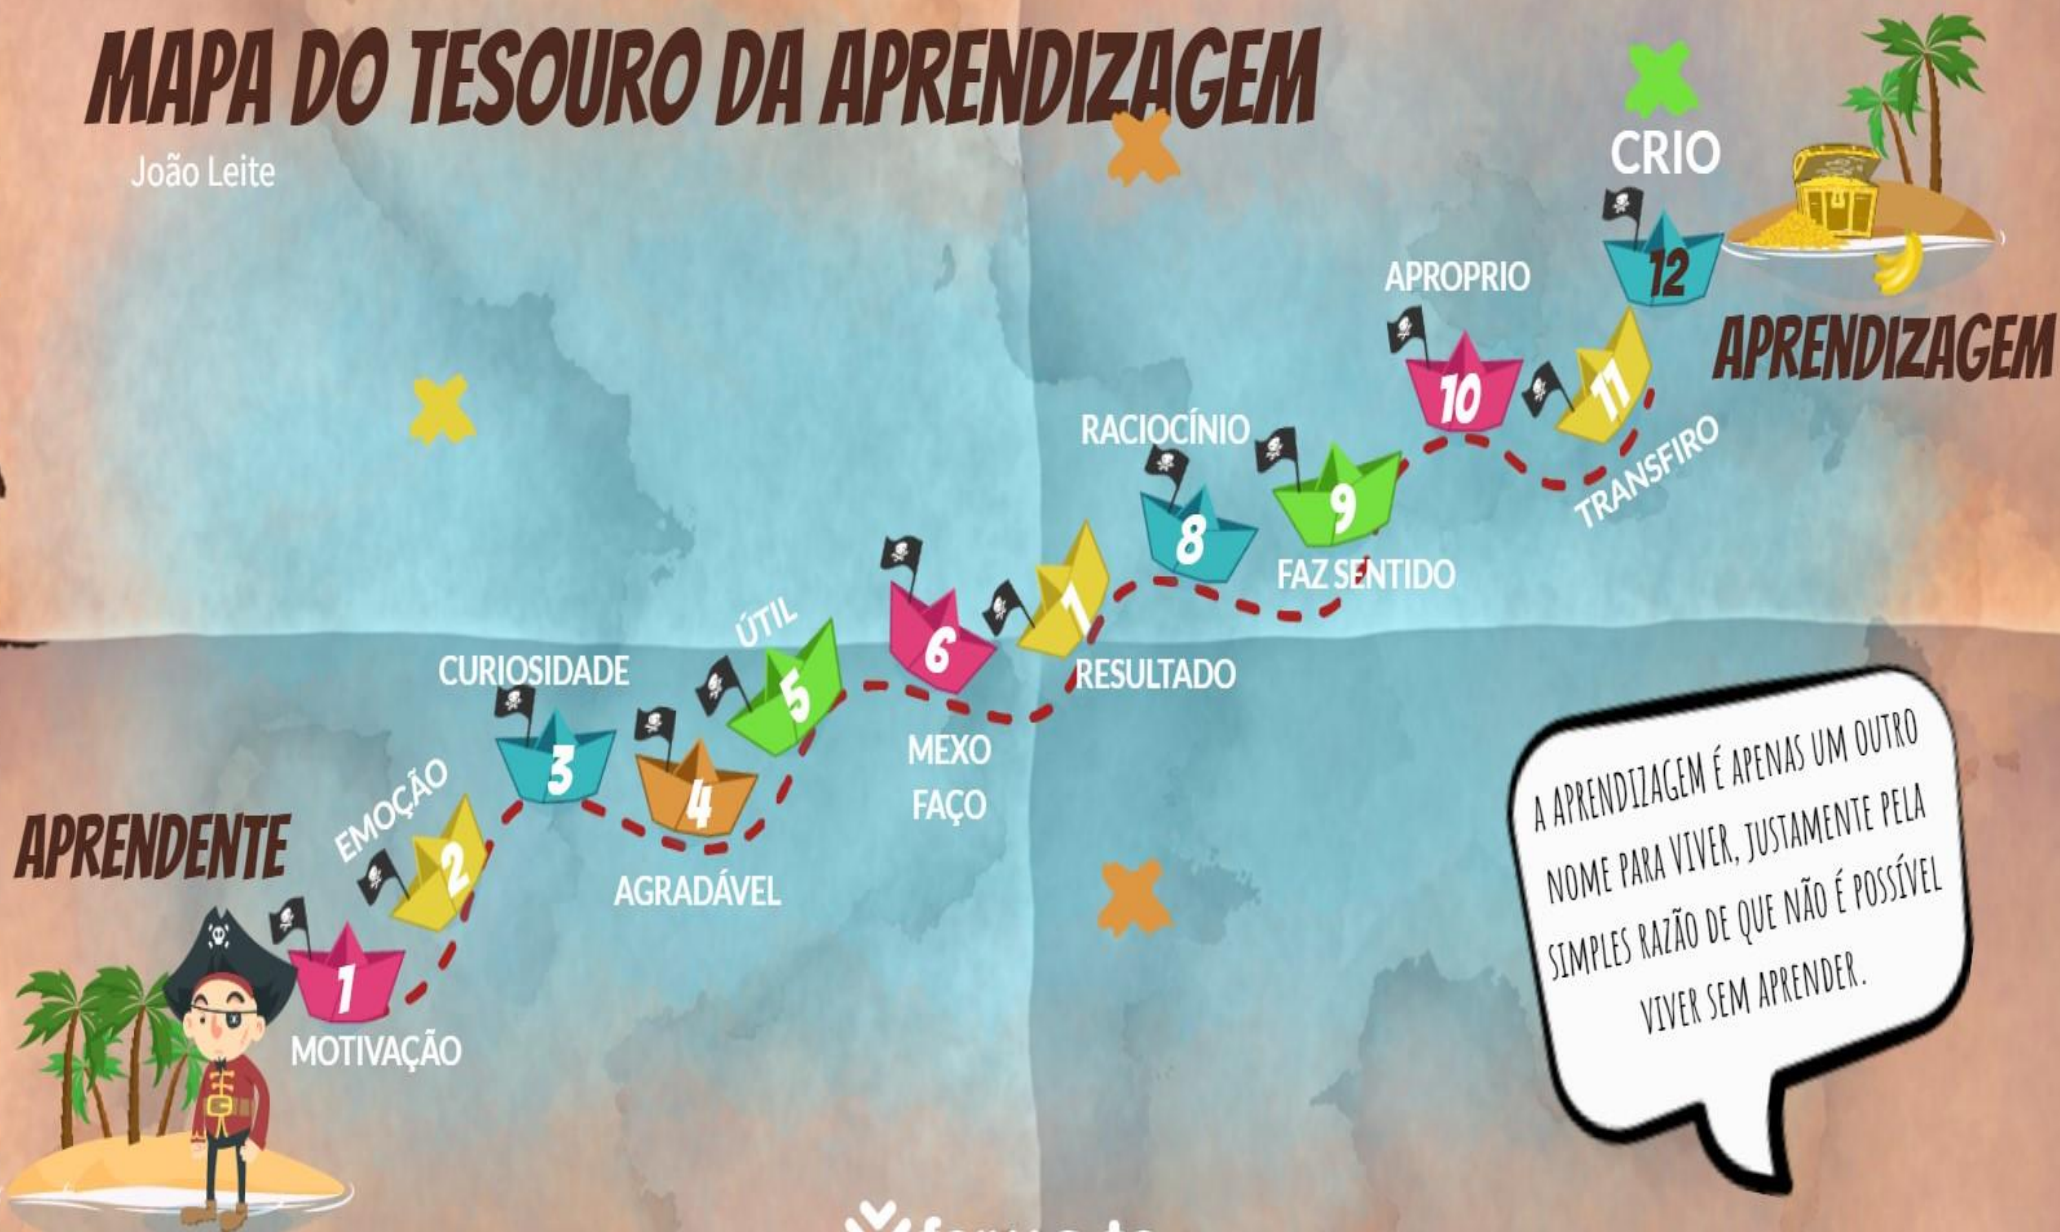 MAPA DO TESOURO DA APRENDIZAGEM
João Leite
CRIO
12
APROPRIO
10
11
APRENDIZAGEM
TRANSFIRO
RACIOCÍNIO
8
9
FAZ SENTIDO
6
7
RESULTADO
MEXO
FAÇO
ÚTIL
5
CURIOSIDADE
3
4
AGRADÁVEL
EMOÇÃO
2
APRENDENTE
1
MOTIVAÇÃO
A APRENDIZAGEM É APENAS UM OUTRO
NOME PARA VIVER, JUSTAMENTE PELA
SIMPLES RAZÃO DE QUE NÃO É POSSÍVEL
VIVER SEM APRENDER.